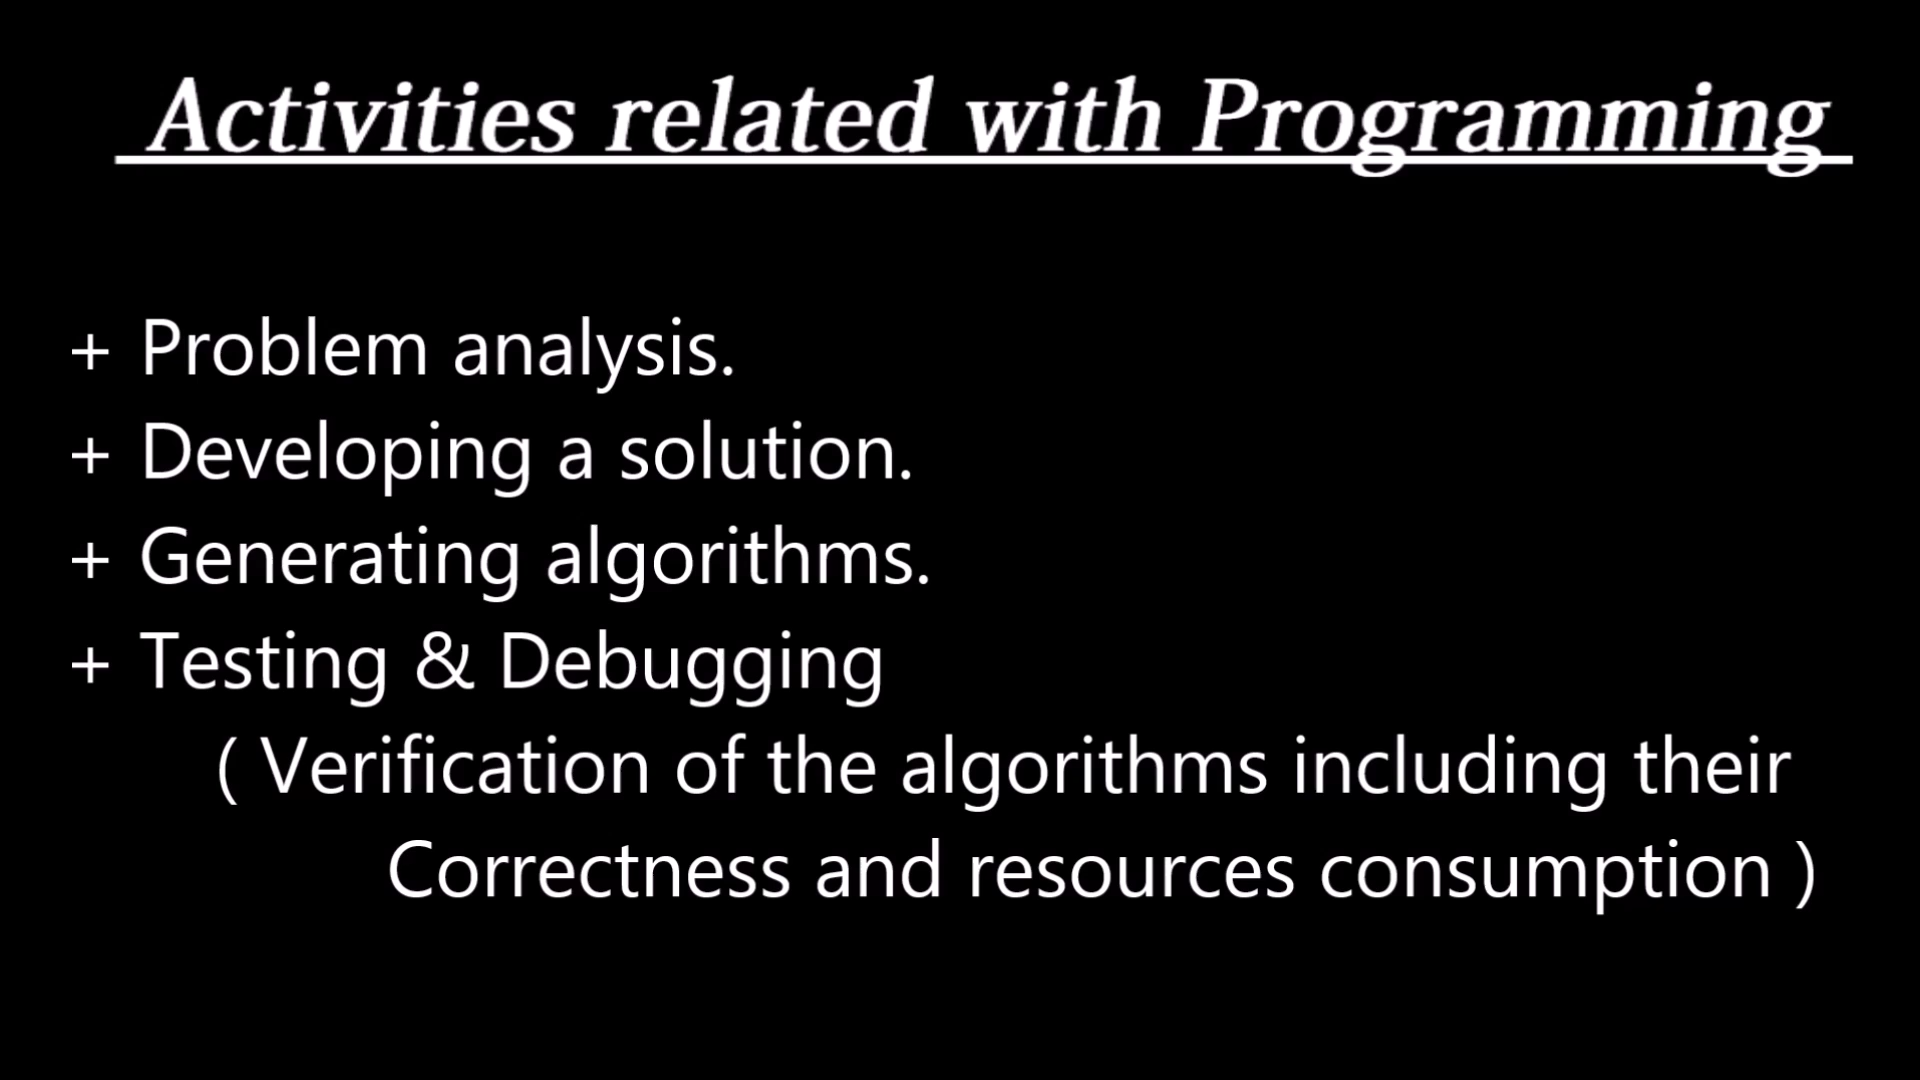 Activities related with Programming
+ Problem analysis.
+ Developing a solution.
+ Generating algorithms.
+ Testing & Debugging
( Verification of the algorithms including their
Correctness and resources consumption )